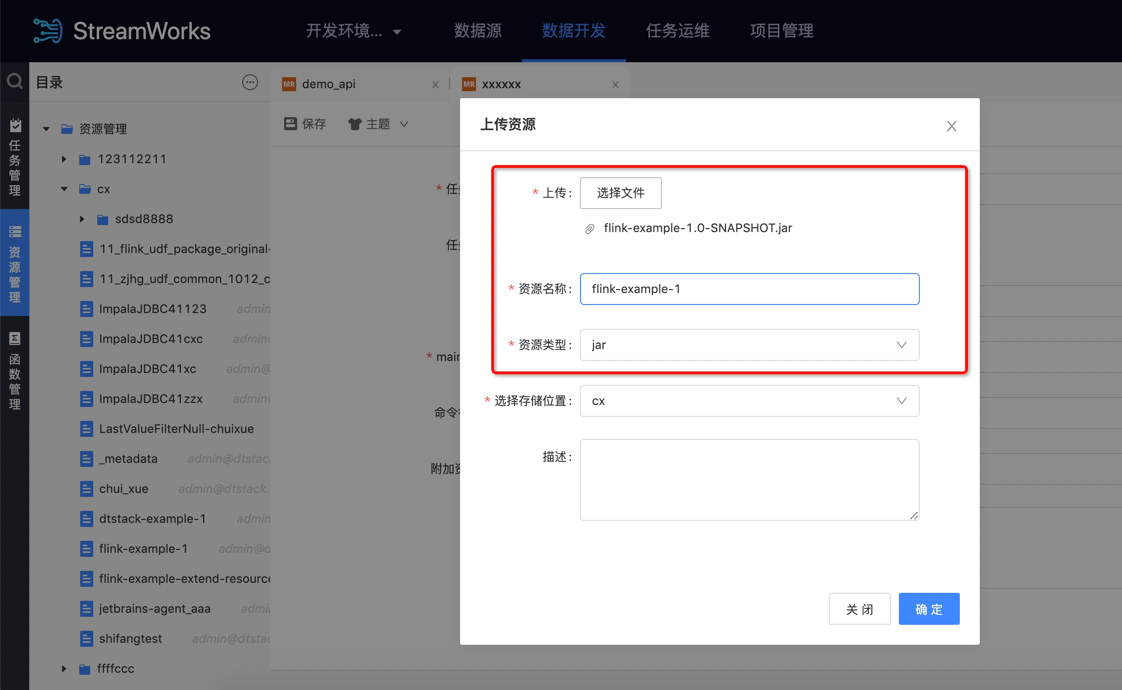 StreamWorks
开发环境...
数据源
数据开发
任务运维
项目管理
目录
MR demo_api
MR xxxxxx
保存
主题
任务管理
资源管理
函数管理
资源管理
123112211
cx
sdsd8888
11_flink_udf_package_original-
11_zjhg_udf_common_1012_c
ImpalaJDBC41123 admin
ImpalaJDBC41cxc admin
ImpalaJDBC41xc admin@
ImpalaJDBC41zzx admin
LastValueFilterNull-chuixue
_metadata admin@dtstac
chui_xue admin@dtstack.
dtstack-example-1 admin
flink-example-1 admin@d
flink-example-extend-resource
jetbrains-agent_aaa admi
shifangtest admin@dtstac
ffffccc
* 任
任
* main
命令
附加资
上传资源
* 上传：
选择文件
flink-example-1.0-SNAPSHOT.jar
* 资源名称：
flink-example-1
* 资源类型：
jar
* 选择存储位置：
cx
描述：
关 闭
确 定